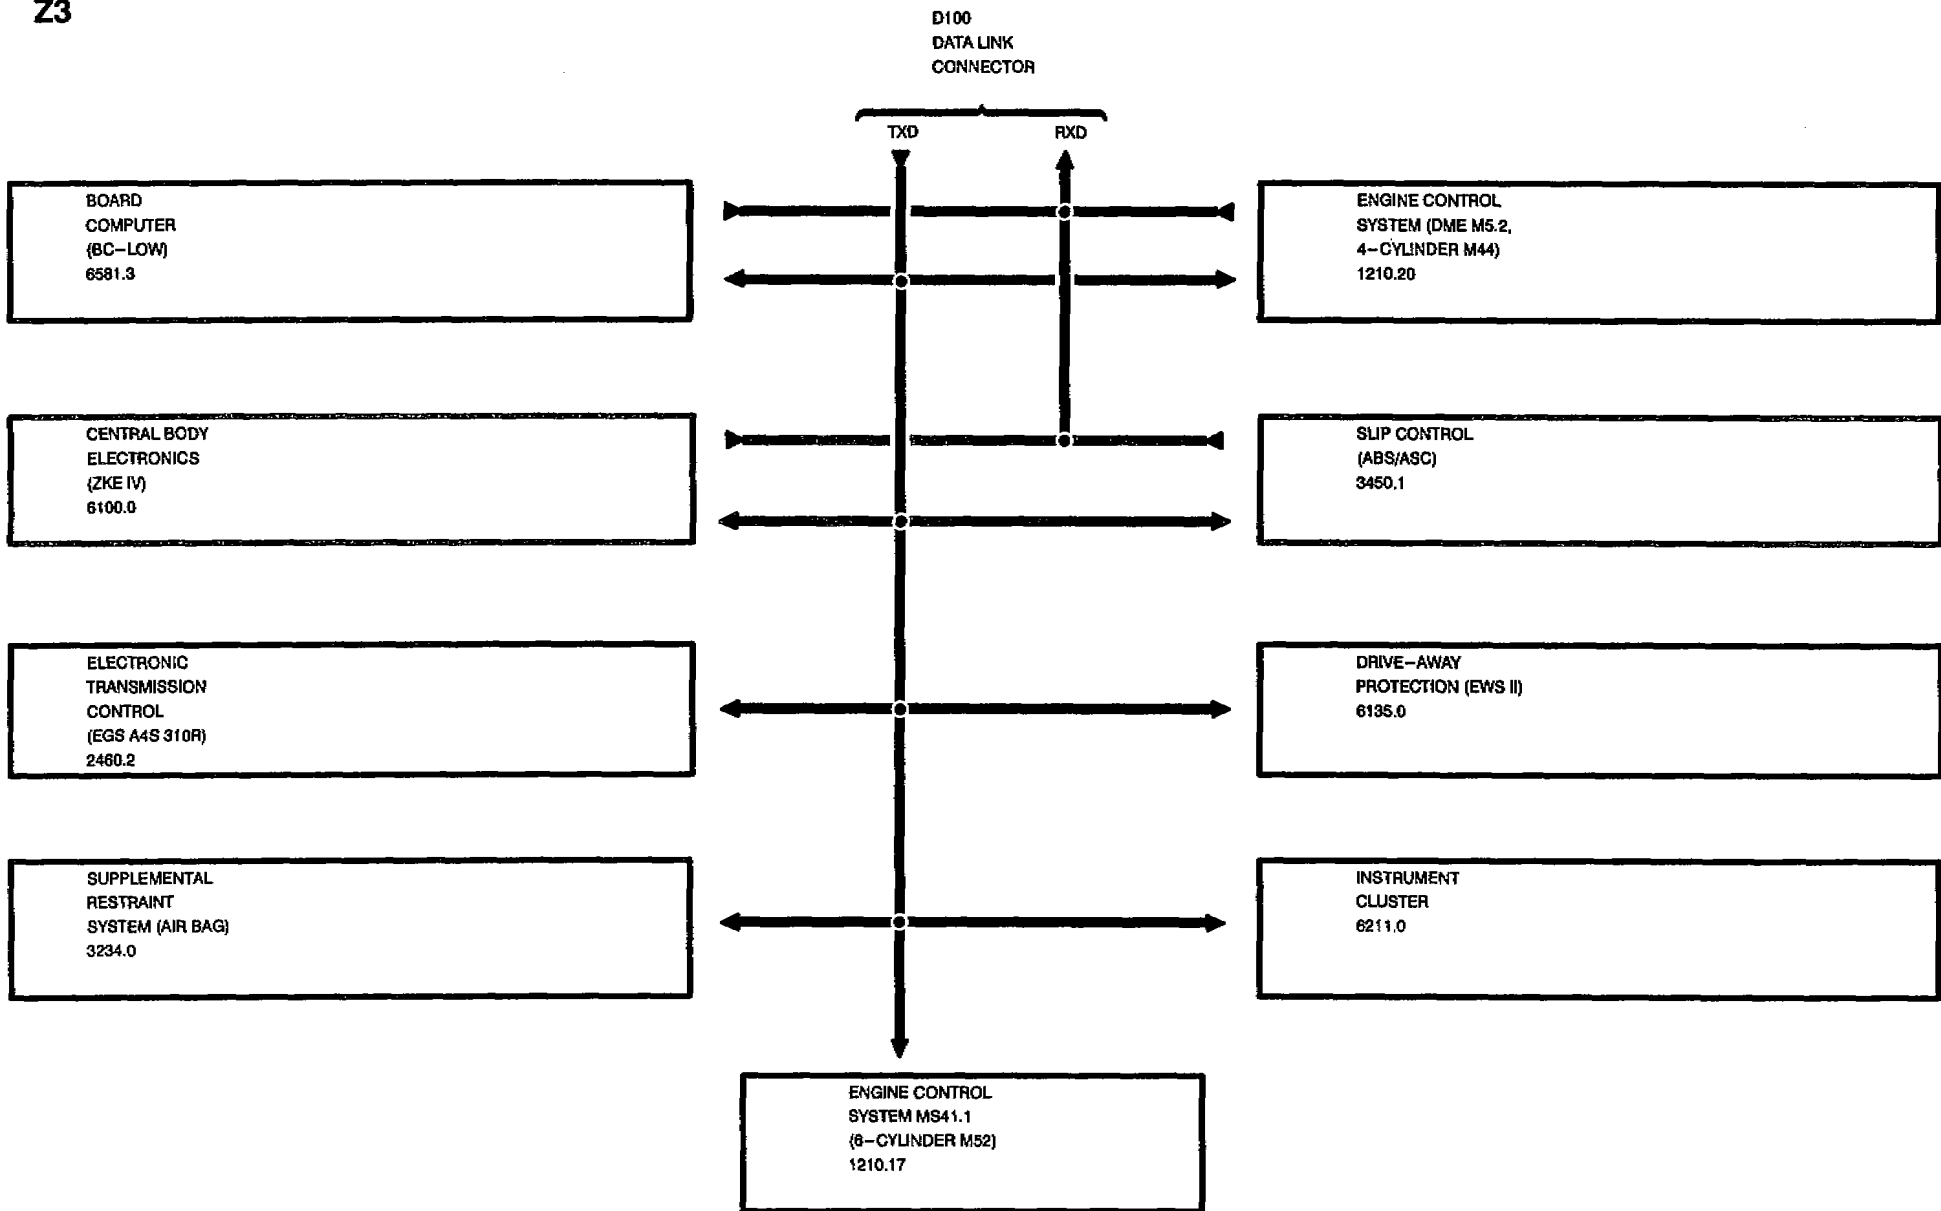 Z3
D100
DATA LINK
CONNECTOR
TXD
RXD
BOARD
COMPUTER
(BC-LOW)
6581.3
ENGINE CONTROL
SYSTEM (DME M5.2,
4-CYLINDER M44)
1210.20
CENTRAL BODY
ELECTRONICS
(ZKE IV)
6100.0
SLIP CONTROL
(ABS/ASC)
3450.1
ELECTRONIC
TRANSMISSION
CONTROL
(EGS A4S 310R)
2460.2
DRIVE-AWAY
PROTECTION (EWS II)
6135.0
SUPPLEMENTAL
RESTRAINT
SYSTEM (AIR BAG)
3234.0
INSTRUMENT
CLUSTER
6211.0
ENGINE CONTROL
SYSTEM MS41.1
(6-CYLINDER M52)
1210.17